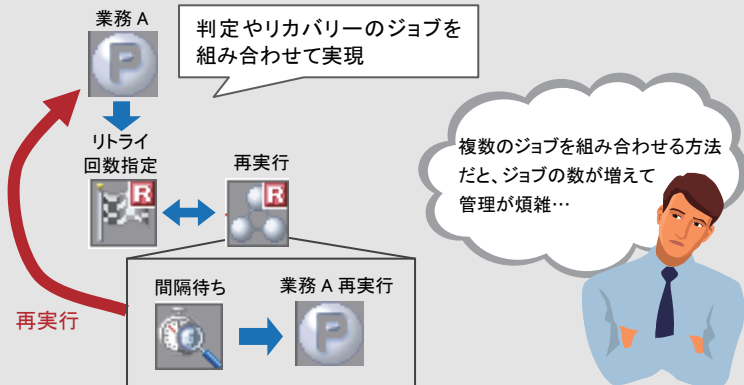 業務 A
P
判定やリカバリーのジョブを
組み合わせて実現
リトライ
回数指定
R
再実行
R
複数のジョブを組み合わせる方法
だと、ジョブの数が増えて
管理が煩雑…
間隔待ち
業務 A 再実行
P
再実行